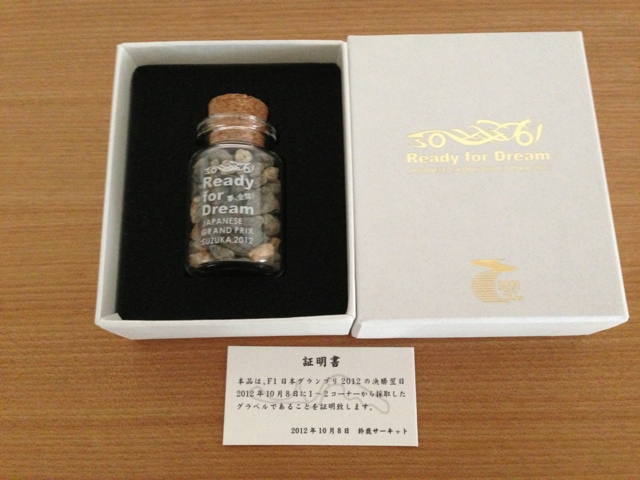 Ready
for
Dream
JAPANESE
GRAND PRIX
SUZUKA 2012
50 61
Ready for Dream
証明書
本品は、F1日本グランプリ2012の決勝翌日
2012年10月8日に1~2コーナーから採取した
グラベルであることを証明致します。
2012年10月8日 鈴鹿サーキット